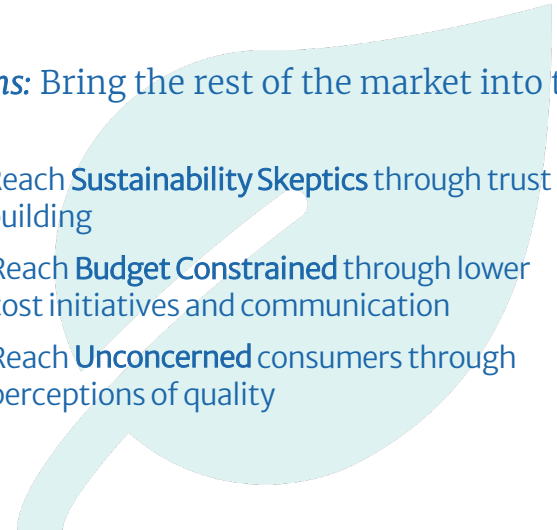 ns: Bring the rest of the market into t
Reach Sustainability Skeptics through trust
building
Reach Budget Constrained through lower
cost initiatives and communication
Reach Unconcerned consumers through
perceptions of quality